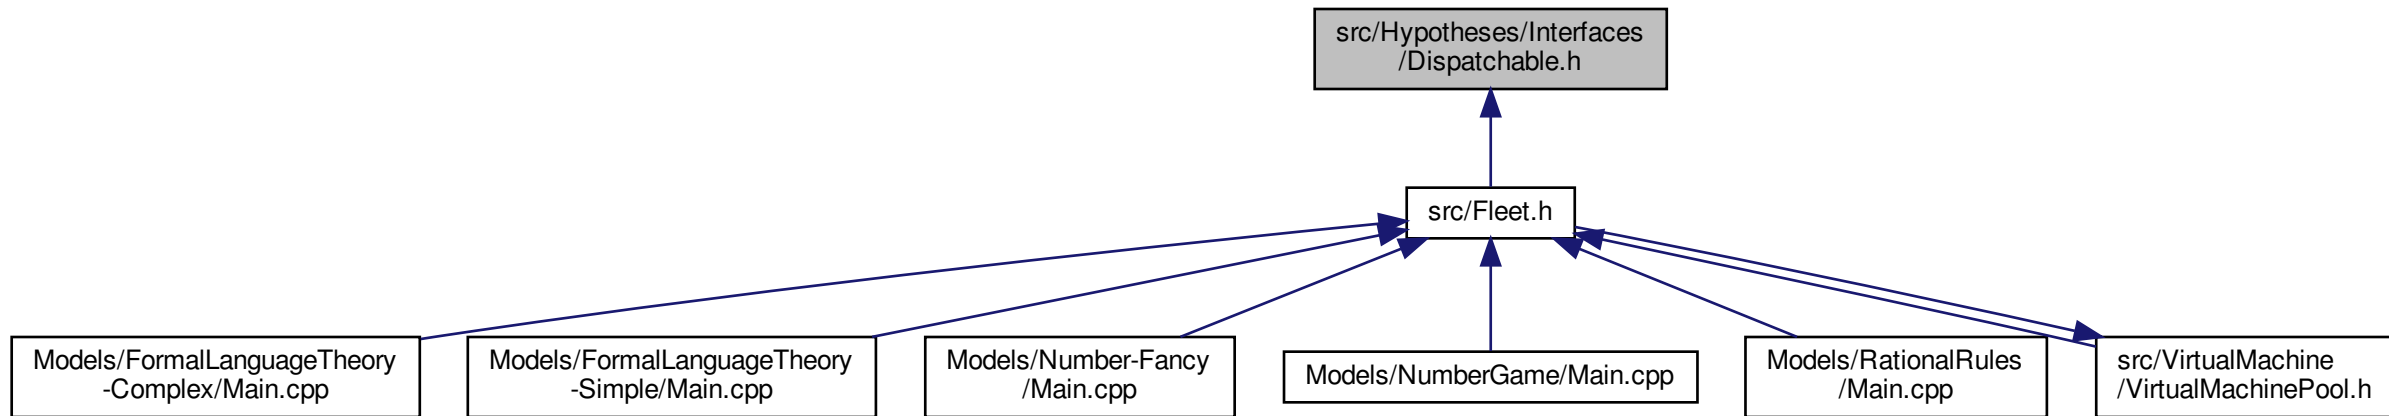 src/Hypotheses/Interfaces
/Dispatchable.h
src/Fleet.h
Models/FormalLanguageTheory
-Complex/Main.cpp
Models/FormalLanguageTheory
-Simple/Main.cpp
Models/Number-Fancy
/Main.cpp
Models/NumberGame/Main.cpp
Models/RationalRules
/Main.cpp
src/VirtualMachine
/VirtualMachinePool.h